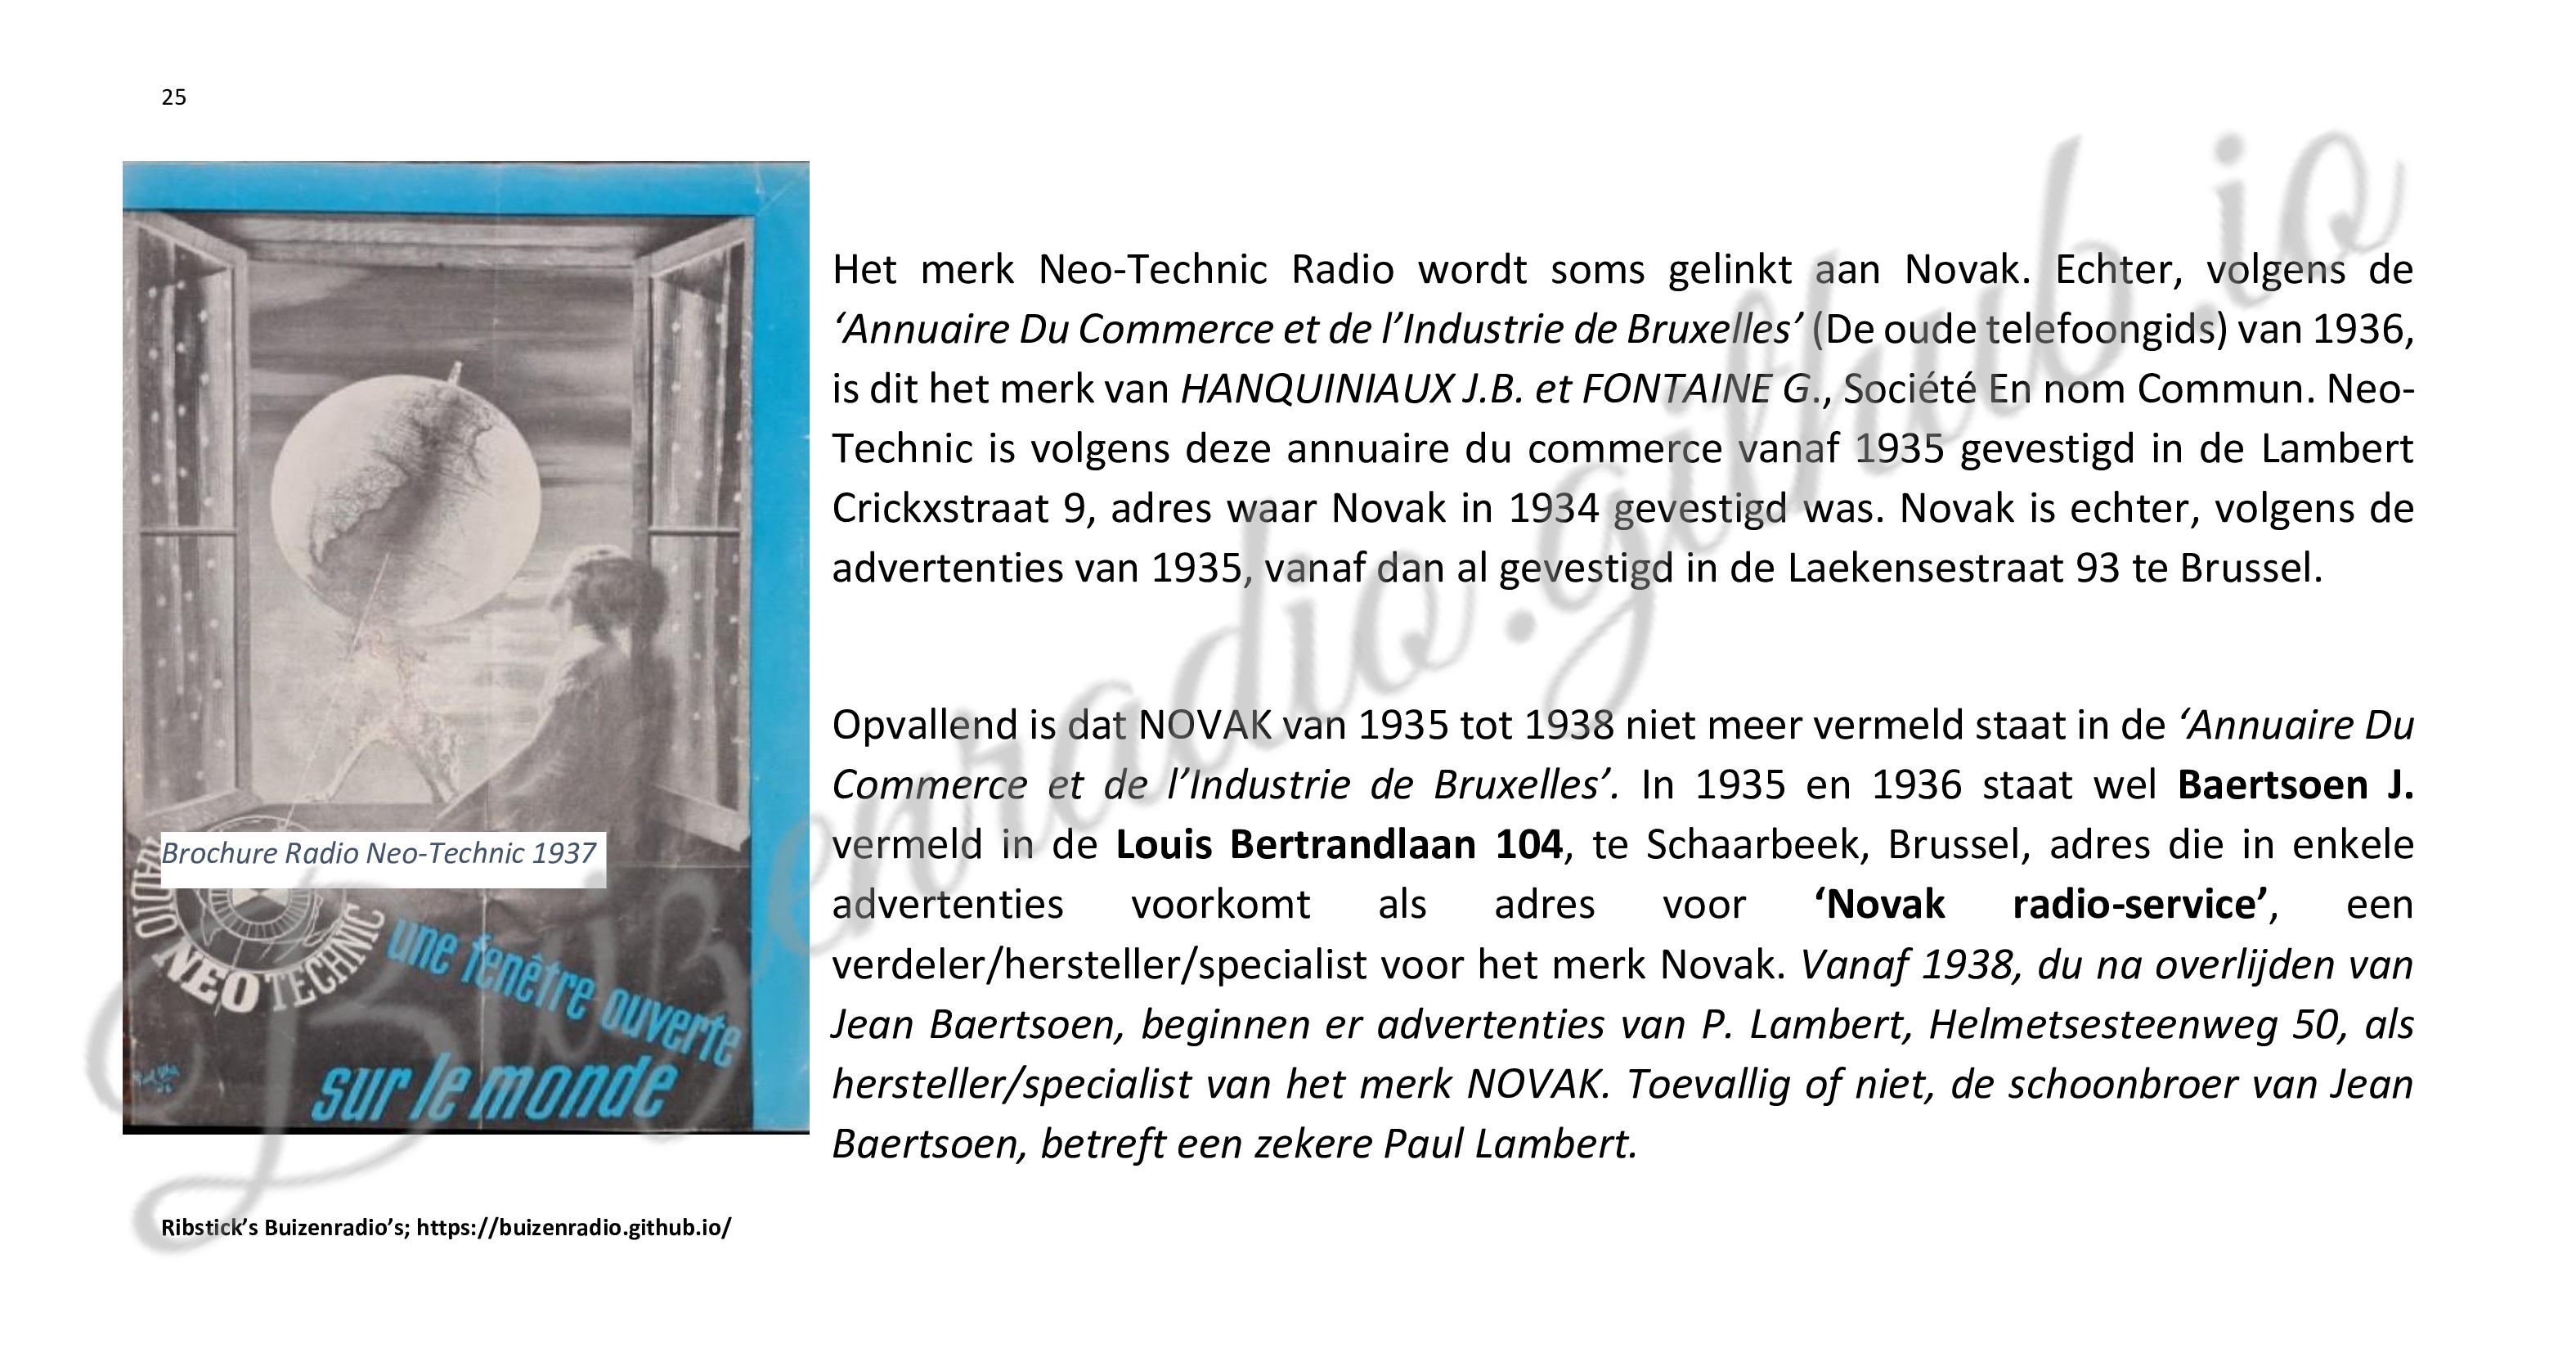 25
Het merk Neo-Technic Radio wordt soms gelinkt aan Novak. Echter, volgens de
‘Annuaire Du Commerce et de l’Industrie de Bruxelles’ (De oude telefoongids) van 1936,
is dit het merk van HANQUINIAUX J.B. et FONTAINE G., Société En nom Commun. Neo-
Technic is volgens deze annuaire du commerce vanaf 1935 gevestigd in de Lambert
Crickxstraat 9, adres waar Novak in 1934 gevestigd was. Novak is echter, volgens de
advertenties van 1935, vanaf dan al gevestigd in de Laekensestraat 93 te Brussel.
Opvallend is dat NOVAK van 1935 tot 1938 niet meer vermeld staat in de ‘Annuaire Du
Commerce et de l’Industrie de Bruxelles’. In 1935 en 1936 staat wel Baertsoen J.
vermeld in de Louis Bertrandlaan 104, te Schaarbeek, Brussel, adres die in enkele
advertenties voorkomt als adres voor ‘Novak radio-service’, een
verdeler/hersteller/specialist voor het merk Novak. Vanaf 1938, du na overlijden van
Jean Baertsoen, beginnen er advertenties van P. Lambert, Helmetsesteenweg 50, als
hersteller/specialist van het merk NOVAK. Toevallig of niet, de schoonbroer van Jean
Baertsoen, betreft een zekere Paul Lambert.
Brochure Radio Neo-Technic 1937
RADIO NEO TECHNIC
une fenêtre ouverte
sur le monde
Ribstick’s Buizenradio’s; https://buizenradio.github.io/
Buizenradio.github.io